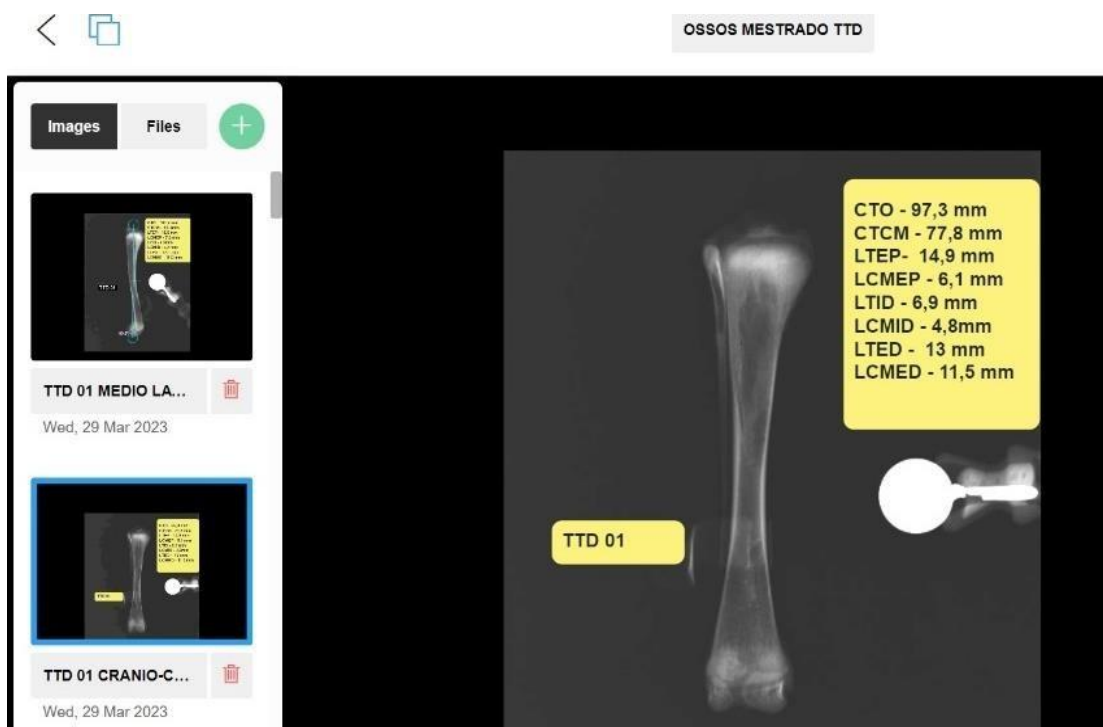 OSSOS MESTRADO TTD
Images
Files
TTD 01 MEDIO LA...
Wed, 29 Mar 2023
TTD 01 CRANIO-C...
Wed, 29 Mar 2023
CTO - 97,3 mm
CTCM - 77,8 mm
LTEP- 14,9 mm
LCMEP - 6,1 mm
LTID - 6,9 mm
LCMID - 4,8mm
LTED - 13 mm
LCMED - 11,5 mm
TTD 01